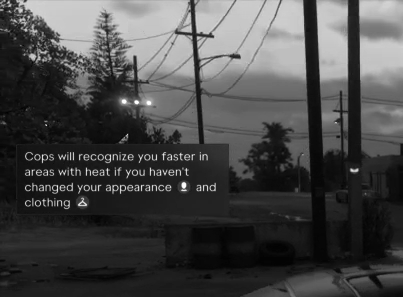 Cops will recognize you faster in
areas with heat if you haven't
changed your appearance and
clothing